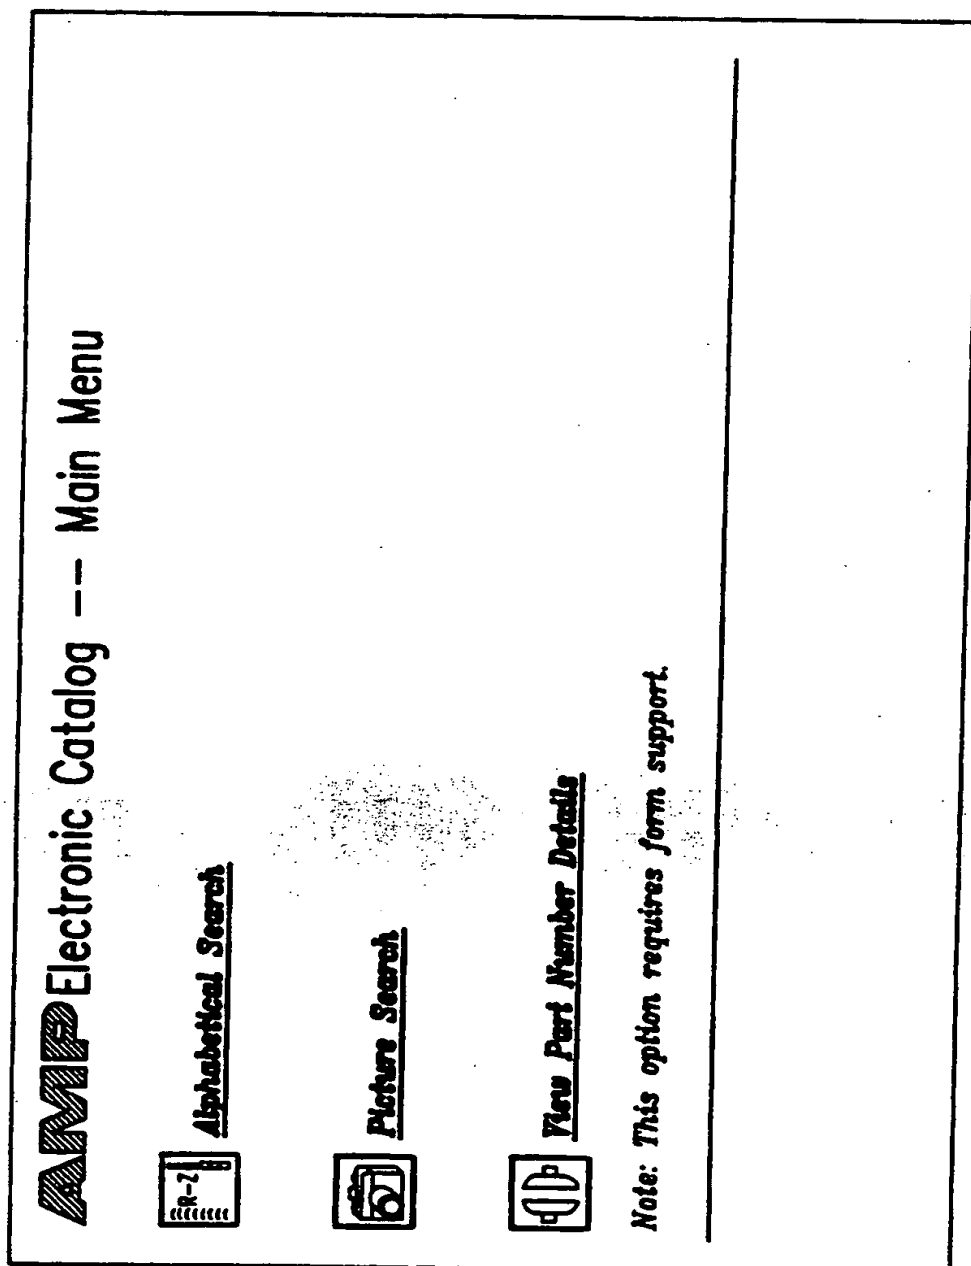 AMP Electronic Catalog -- Main Menu
R-Z
Alphabetical Search
Picture Search
View Part Number Details
Note: This option requires form support.